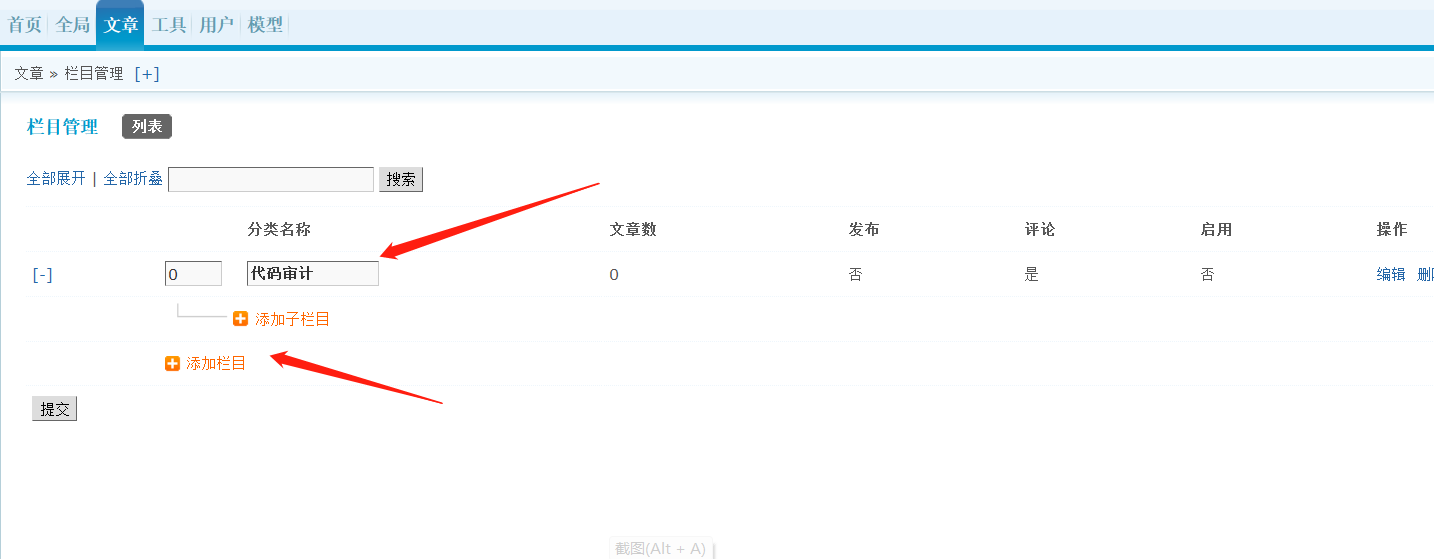 首页 全局 文章 工具 用户 模型
文章 » 栏目管理 [+]
栏目管理 列表
全部展开 | 全部折叠 搜索
分类名称 文章数 发布 评论 启用 操作
[-] 0 代码审计 0 否 是 否 编辑 删
添加子栏目
添加栏目
提交
截图(Alt + A)